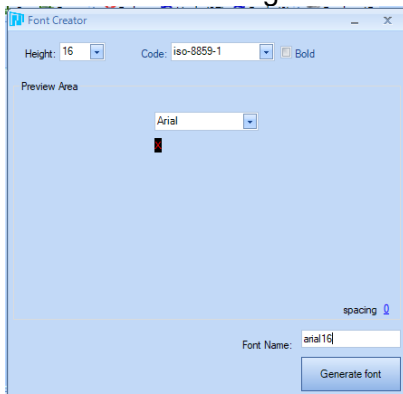 Font Creator
Height: 16 Code: iso-8859-1 Bold
Preview Area
Arial
X
spacing 0
Font Name: arial16
Generate font